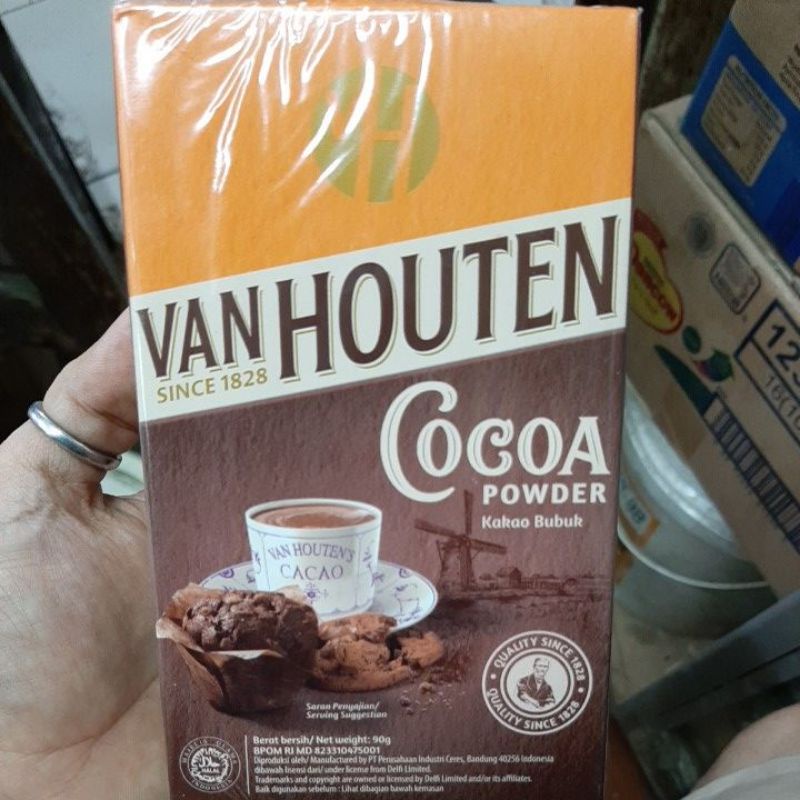 VAN HOUTEN
SINCE 1828
COCOA
POWDER
Kakao Bubuk
VAN HOUTEN'S
CACAO
QUALITY SINCE 1828
QUALITY SINCE 1828
Saran Penyajian/
Serving Suggestion
HALAL
Berat bersih/ Net weight: 90g
BPOM RI MD 823310475001
Diproduksi oleh/ Manufactured by PT Perusahaan Industri Ceres, Bandung 40256 Indonesia
dibawah lisensi dari/ under license from Delfi Limited.
Trademarks and copyright are owned or licensed by Delfi Limited and/or its affiliates.
Baik digunakan sebelum : Lihat dibagian bawah kemasan